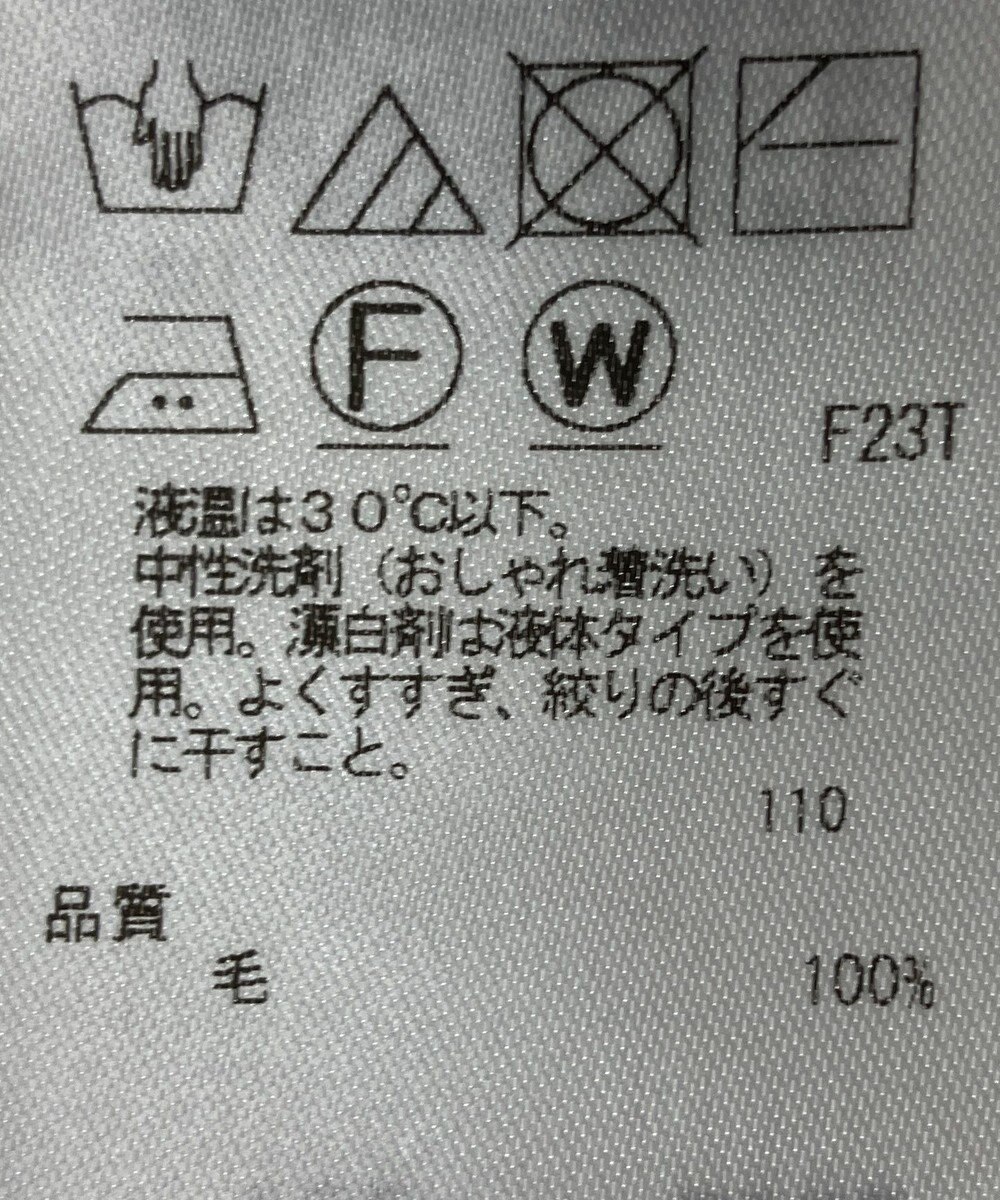 F W
F23T
液温は30℃以下。
中性洗剤(おしゃれ着洗い)を
使用。漂白剤は液体タイプを使
用。よくすすぎ、絞りの後すぐ
に干すこと。
110
品質
毛 100%